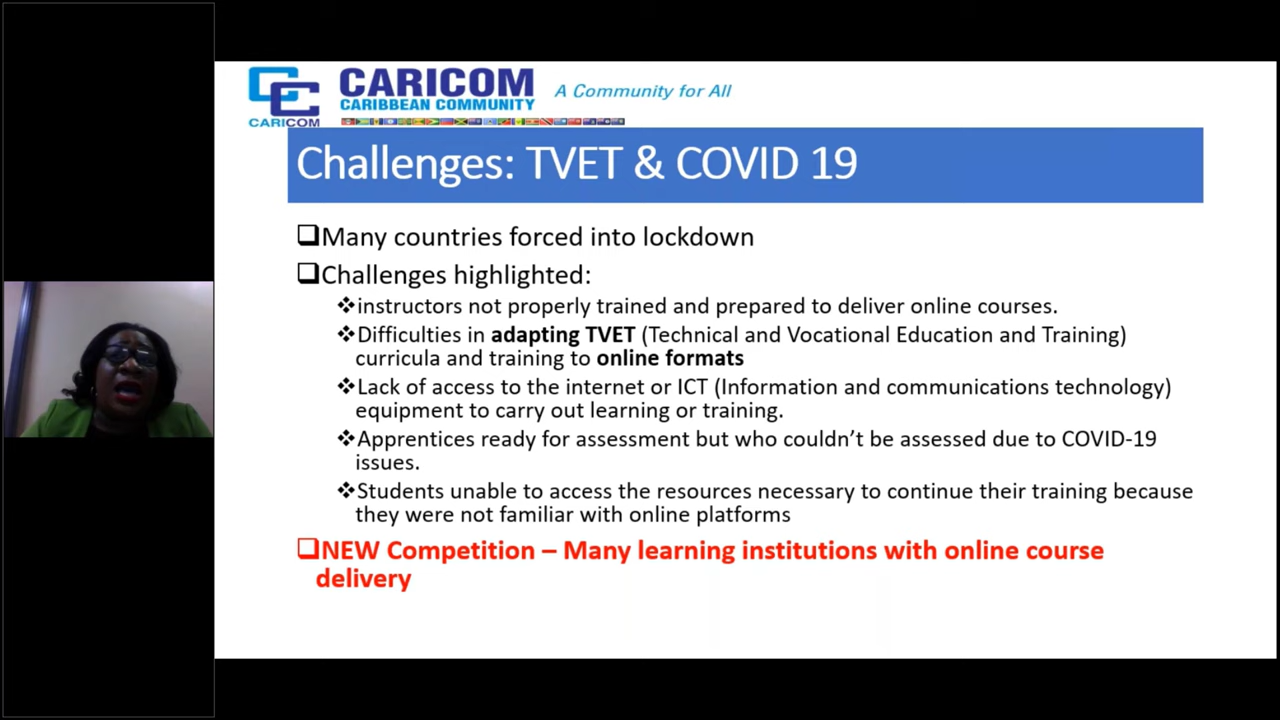 CARICOM
CARIBBEAN COMMUNITY
A Community for All
CARICOM
Challenges: TVET & COVID 19
Many countries forced into lockdown
Challenges highlighted:
instructors not properly trained and prepared to deliver online courses.
Difficulties in adapting TVET (Technical and Vocational Education and Training)
curricula and training to online formats
Lack of access to the internet or ICT (Information and communications technology)
equipment to carry out learning or training.
Apprentices ready for assessment but who couldn’t be assessed due to COVID-19
issues.
Students unable to access the resources necessary to continue their training because
they were not familiar with online platforms
NEW Competition – Many learning institutions with online course
delivery